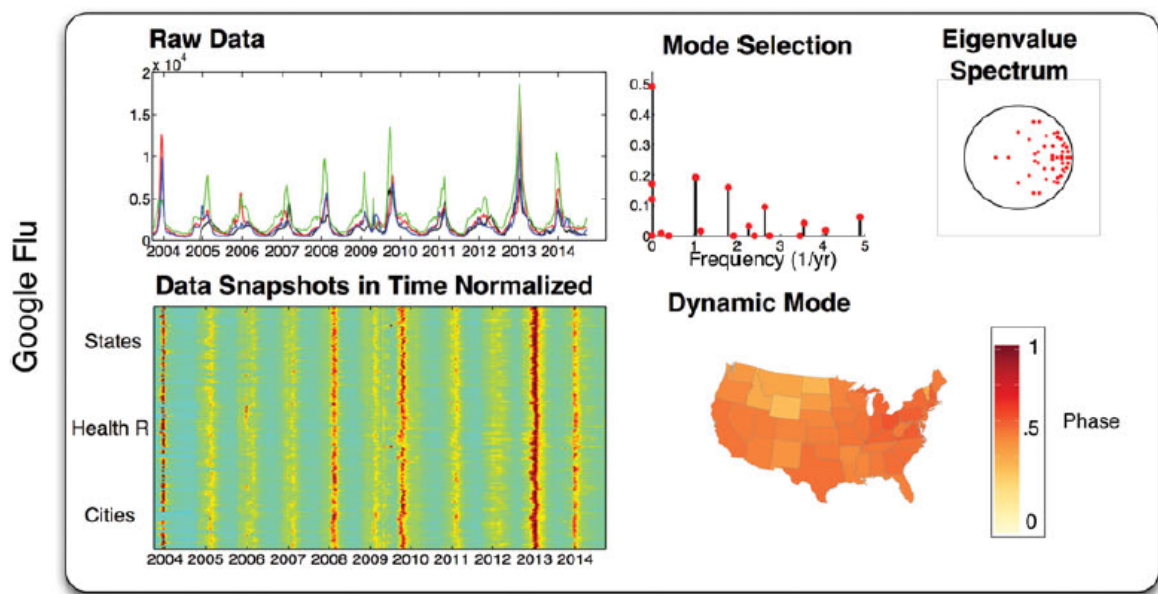 Google Flu
Raw Data
x 10^4
2
1.5
1
0.5
0
2004 2005 2006 2007 2008 2009 2010 2011 2012 2013 2014
Mode Selection
0.5
0.4
0.3
0.2
0.1
0
0 1 2 3 4 5
Frequency (1/yr)
Eigenvalue
Spectrum
Data Snapshots in Time Normalized
States
Health R
Cities
2004 2005 2006 2007 2008 2009 2010 2011 2012 2013 2014
Dynamic Mode
1
.5
0
Phase